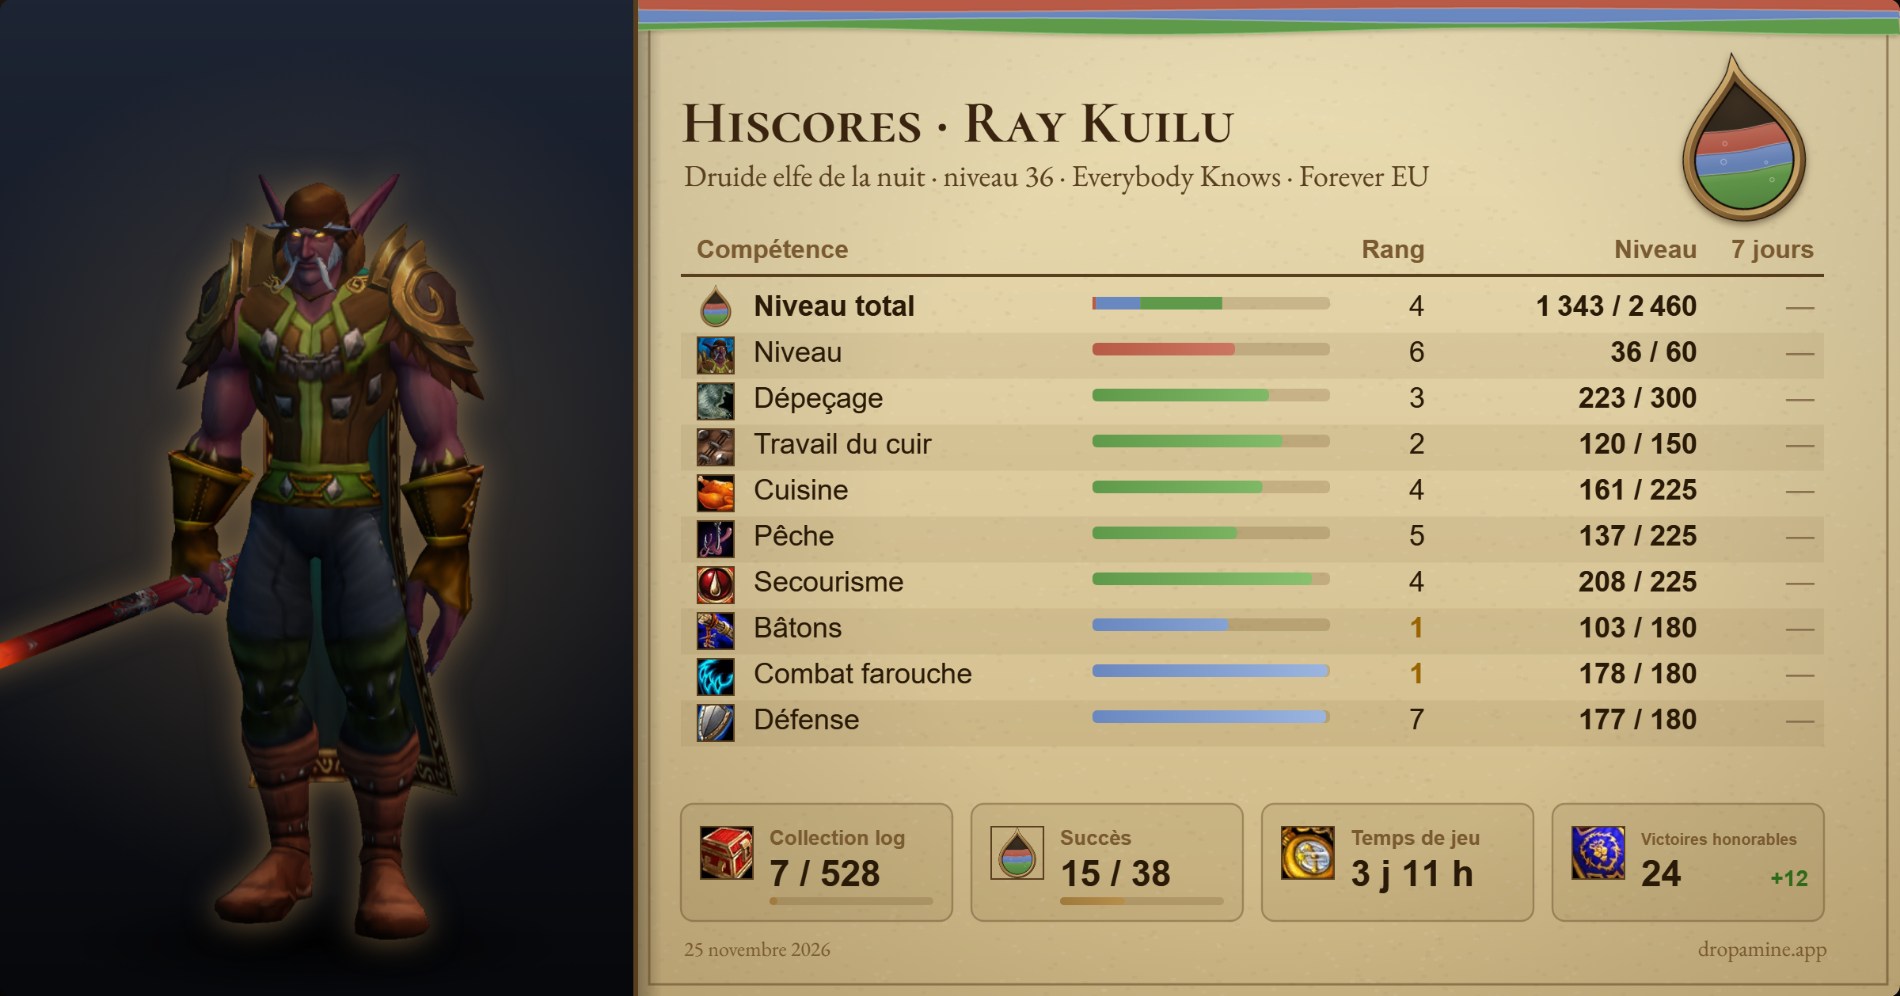 Hiscores · Ray Kuilu
Druide elfe de la nuit · niveau 36 · Everybody Knows · Forever EU
Compétence Rang Niveau 7 jours
Niveau total 4 1 343 / 2 460 —
Niveau 6 36 / 60 —
Dépeçage 3 223 / 300 —
Travail du cuir 2 120 / 150 —
Cuisine 4 161 / 225 —
Pêche 5 137 / 225 —
Secourisme 4 208 / 225 —
Bâtons 1 103 / 180 —
Combat farouche 1 178 / 180 —
Défense 7 177 / 180 —
Collection log
7 / 528
Succès
15 / 38
Temps de jeu
3 j 11 h
Victoires honorables
24 +12
25 novembre 2026
dropamine.app